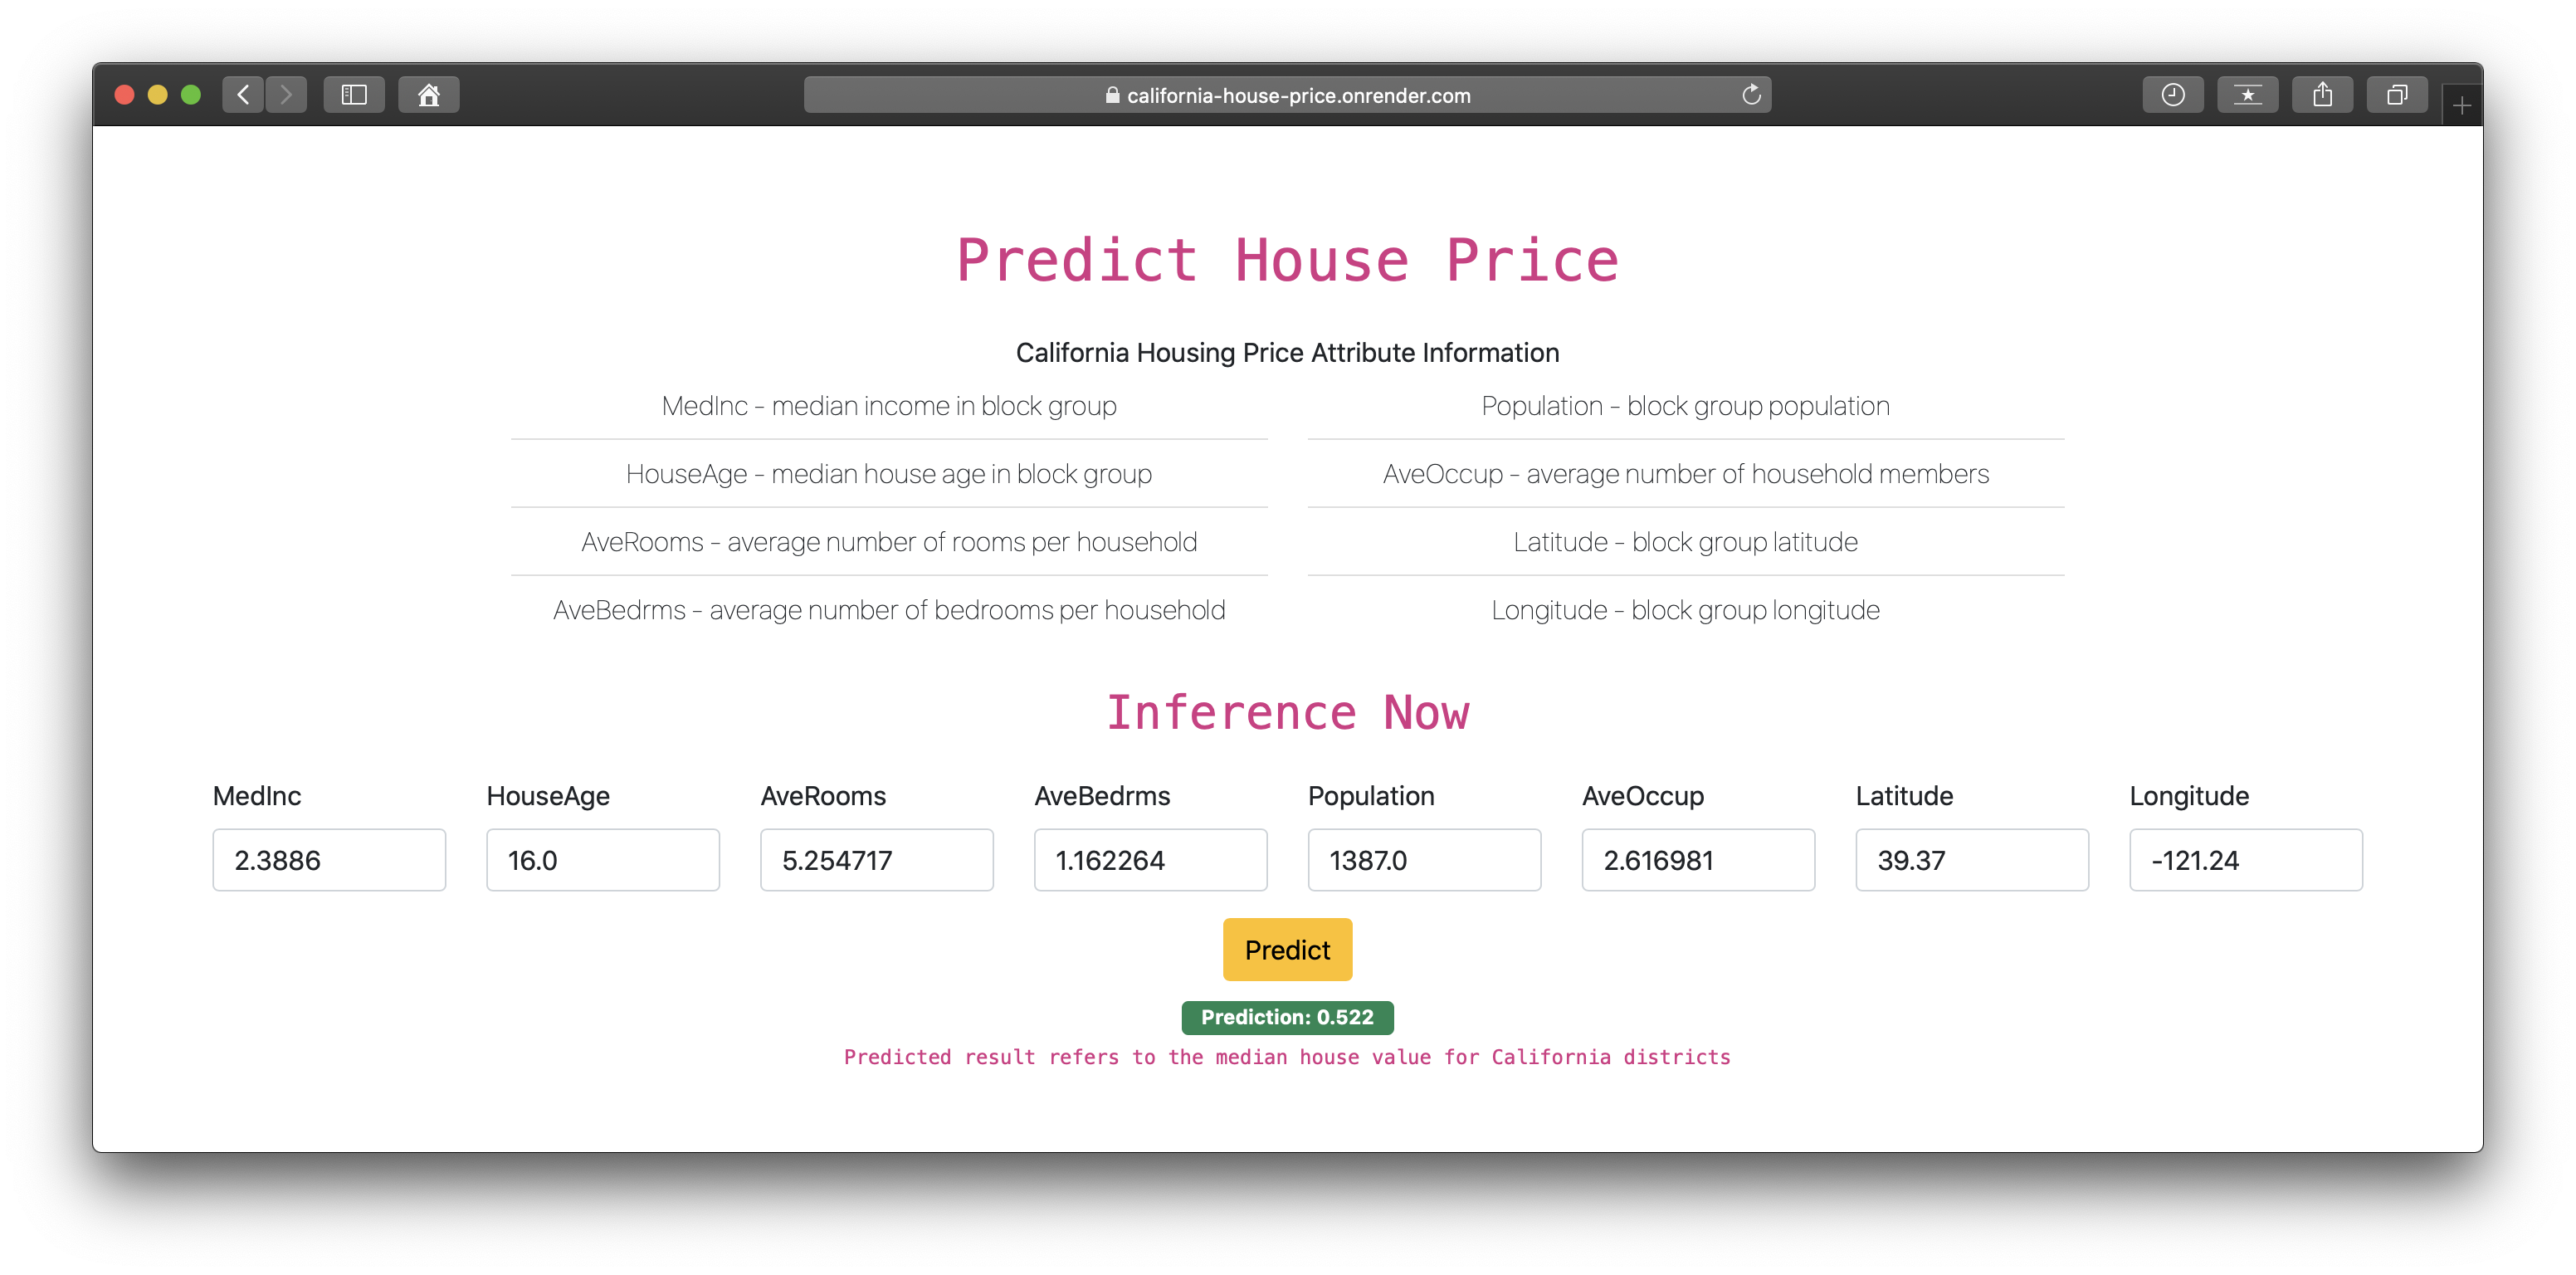 california-house-price.onrender.com
Predict House Price
California Housing Price Attribute Information
MedInc - median income in block group
Population - block group population
HouseAge - median house age in block group
AveOccup - average number of household members
AveRooms - average number of rooms per household
Latitude - block group latitude
AveBedrms - average number of bedrooms per household
Longitude - block group longitude
Inference Now
MedInc HouseAge AveRooms AveBedrms Population AveOccup Latitude Longitude
2.3886 16.0 5.254717 1.162264 1387.0 2.616981 39.37 -121.24
Predict
Prediction: 0.522
Predicted result refers to the median house value for California districts